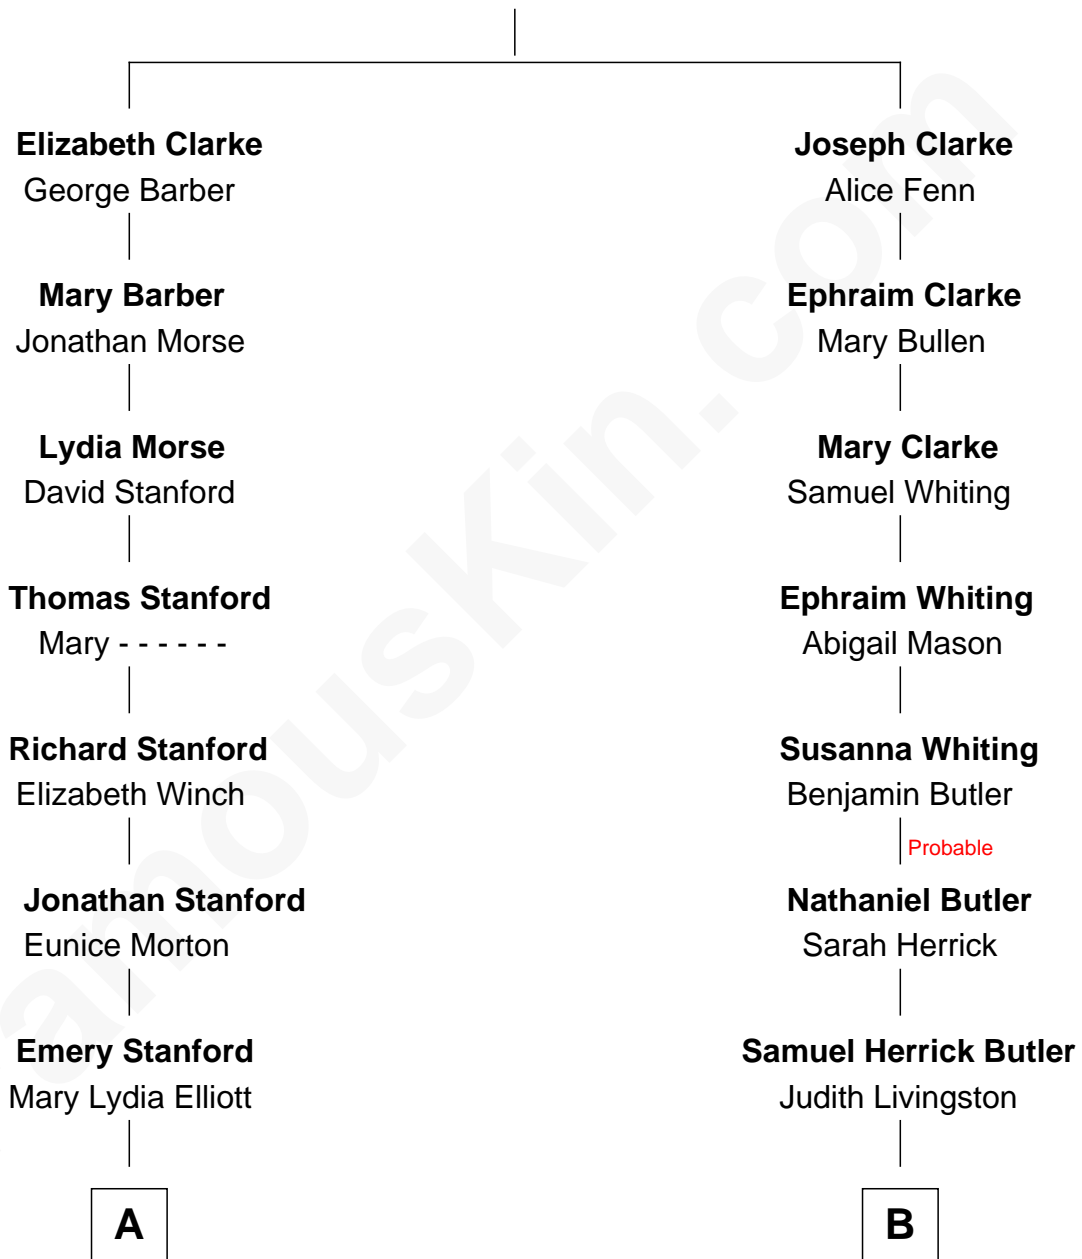 Elizabeth Clarke
George Barber
Mary Barber
Jonathan Morse
Lydia Morse
David Stanford
Thomas Stanford
Mary - - - - - -
Richard Stanford
Elizabeth Winch
Jonathan Stanford
Eunice Morton
Emery Stanford
Mary Lydia Elliott
A
Joseph Clarke
Alice Fenn
Ephraim Clarke
Mary Bullen
Mary Clarke
Samuel Whiting
Ephraim Whiting
Abigail Mason
Susanna Whiting
Benjamin Butler
Probable
Nathaniel Butler
Sarah Herrick
Samuel Herrick Butler
Judith Livingston
B
amousKin.com